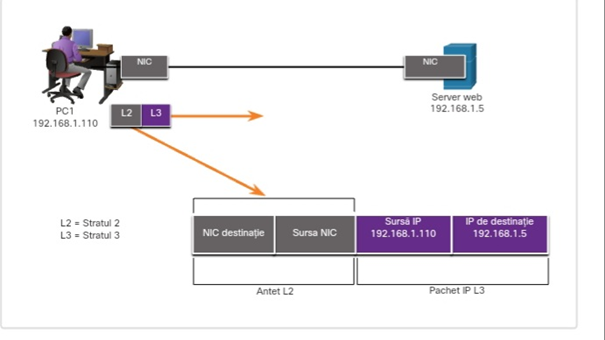 NIC
NIC
PC1
192.168.1.110
L2
L3
Server web
192.168.1.5
L2 = Stratul 2
L3 = Stratul 3
NIC destinație
Sursa NIC
Sursă IP
192.168.1.110
IP de destinație
192.168.1.5
Antet L2
Pachet IP L3